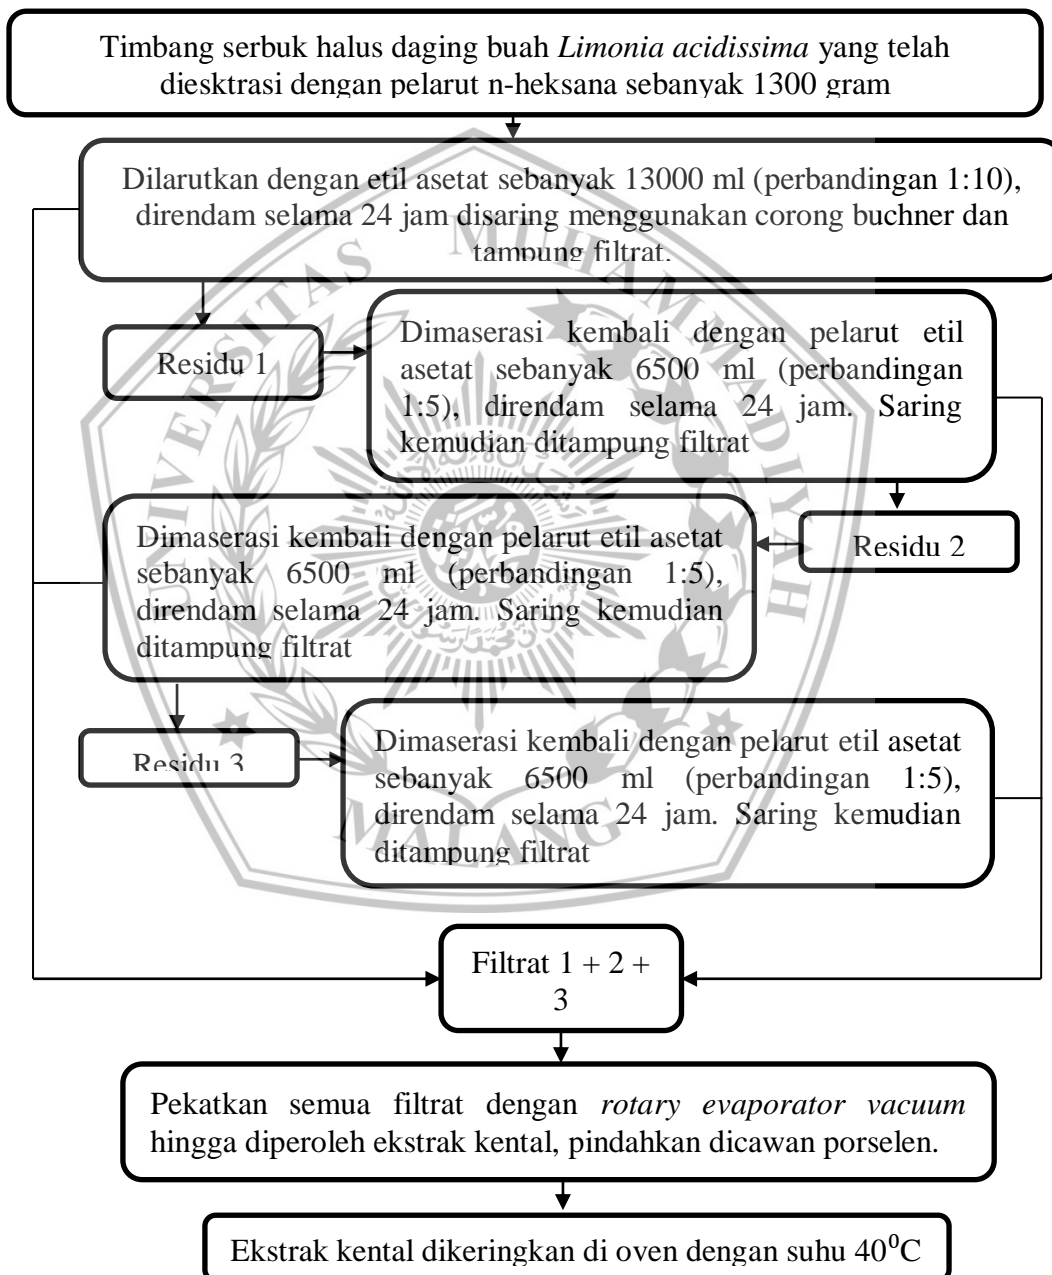 Timbang serbuk halus daging buah Limonia acidissima yang telah
diesktrasi dengan pelarut n-heksana sebanyak 1300 gram
Dilarutkan dengan etil asetat sebanyak 13000 ml (perbandingan 1:10),
direndam selama 24 jam disaring menggunakan corong buchner dan
tampung filtrat.
Residu 1
Dimaserasi kembali dengan pelarut etil
asetat sebanyak 6500 ml (perbandingan
1:5), direndam selama 24 jam. Saring
kemudian ditampung filtrat
Residu 2
Dimaserasi kembali dengan pelarut etil asetat
sebanyak 6500 ml (perbandingan 1:5),
direndam selama 24 jam. Saring kemudian
ditampung filtrat
Residu 3
Dimaserasi kembali dengan pelarut etil asetat
sebanyak 6500 ml (perbandingan 1:5),
direndam selama 24 jam. Saring kemudian
ditampung filtrat
Filtrat 1 + 2 +
3
Pekatkan semua filtrat dengan rotary evaporator vacuum
hingga diperoleh ekstrak kental, pindahkan dicawan porselen.
Ekstrak kental dikeringkan di oven dengan suhu 40⁰C
UNIVERSITAS MUHAMMADIYAH
MALANG